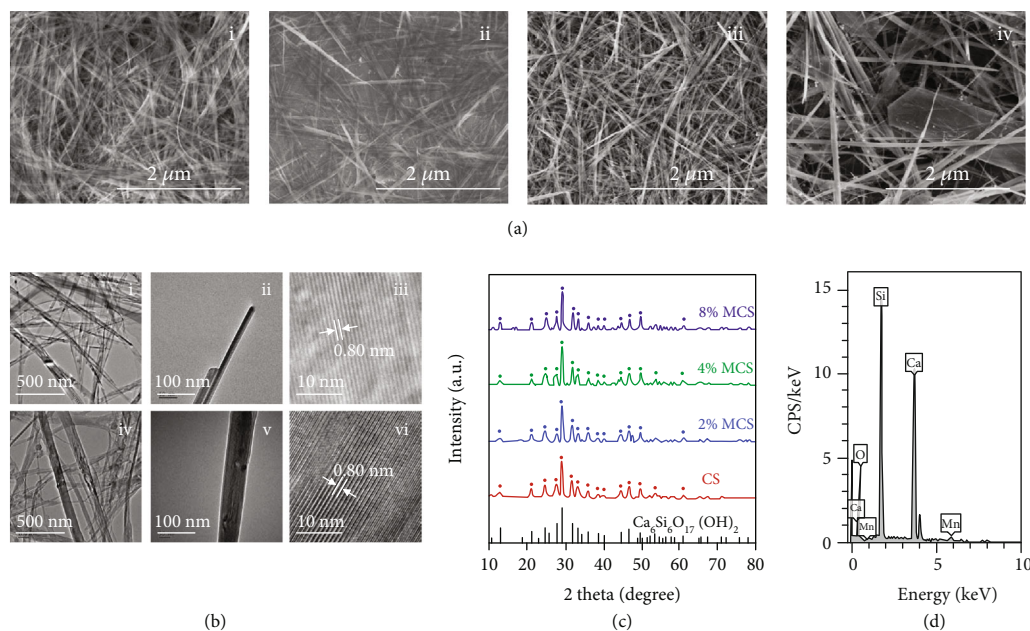 i
ii
iii
iv
2 μm
2 μm
2 μm
2 μm
(a)
i
ii
iii
0.80 nm
500 nm
100 nm
10 nm
iv
v
vi
0.80 nm
500 nm
100 nm
10 nm
(b)
Intensity (a.u.)
8% MCS
4% MCS
2% MCS
CS
Ca6Si6O17 (OH)2
10 20 30 40 50 60 70 80
2 theta (degree)
(c)
CPS/keV
15
10
5
0
Si
Ca
O
Ca
Mn
Mn
0 5 10
Energy (keV)
(d)